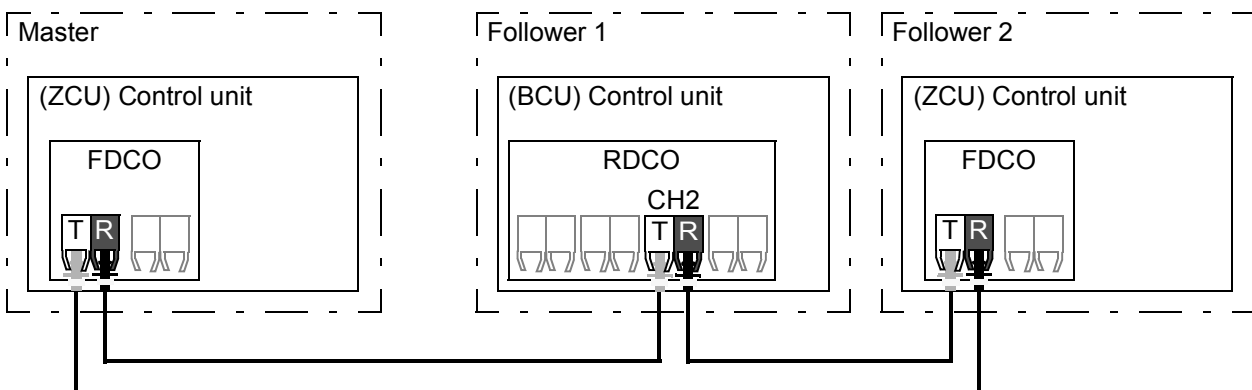 Master
(ZCU) Control unit
FDCO
T R
Follower 1
(BCU) Control unit
RDCO
CH2
T R
Follower 2
(ZCU) Control unit
FDCO
T R